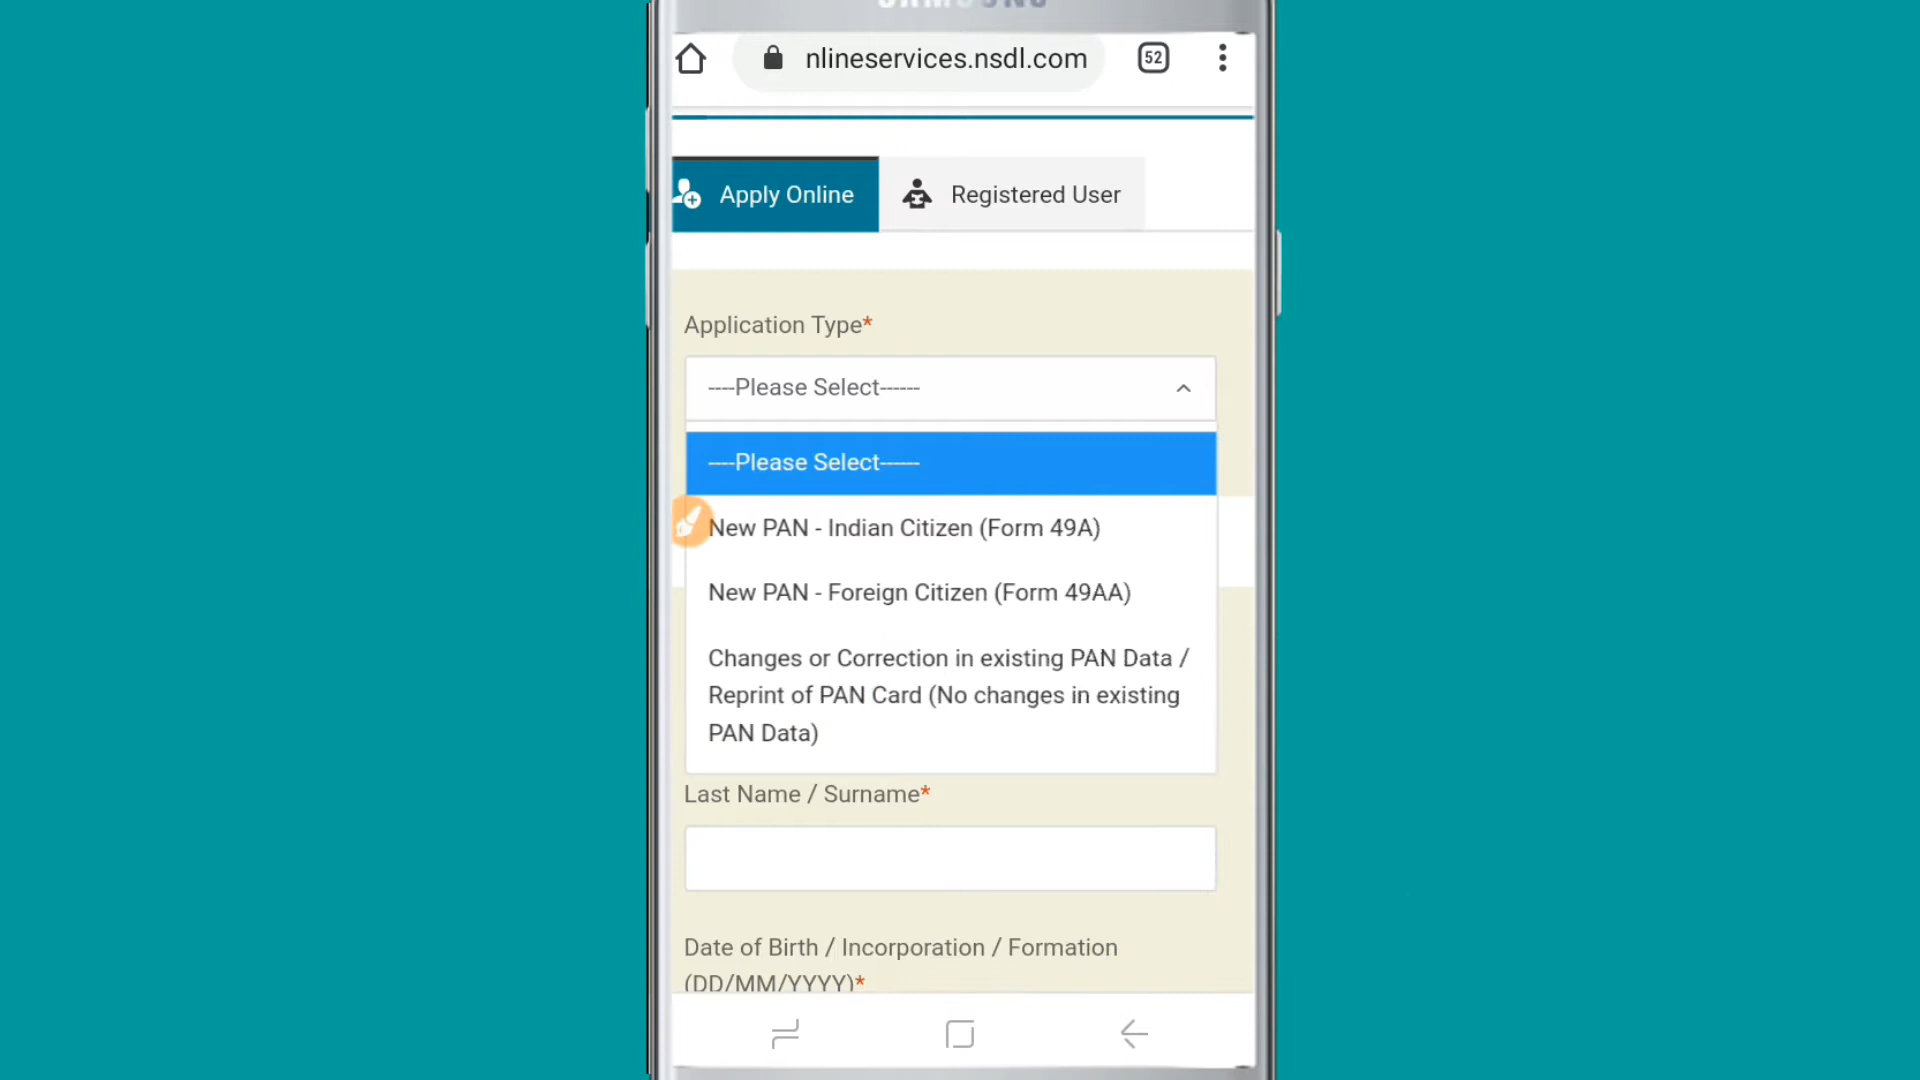 SAMSUNG
nlineservices.nsdl.com 52
Apply Online Registered User
Application Type*
----Please Select------
----Please Select------
New PAN - Indian Citizen (Form 49A)
New PAN - Foreign Citizen (Form 49AA)
Changes or Correction in existing PAN Data /
Reprint of PAN Card (No changes in existing
PAN Data)
Last Name / Surname*
Date of Birth / Incorporation / Formation
(DD/MM/YYYY)*